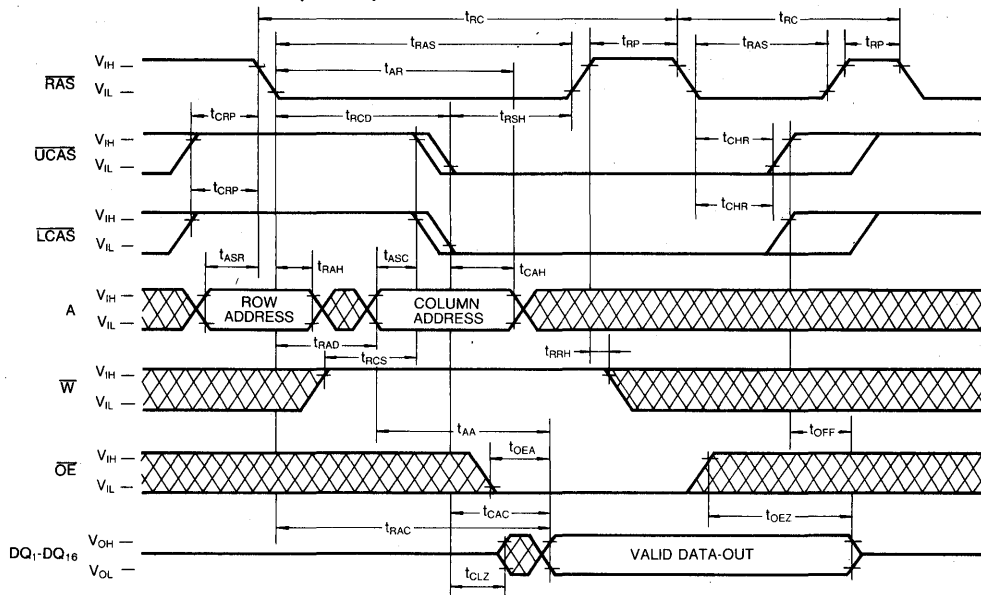 tRC tRC
tRAS tRP tRAS tRP
tAR
RAS VIH VIL
tCRP tRCD tRSH
UCAS VIH VIL
tCHR
tCRP
tCHR
LCAS VIH VIL
tASR tRAH tASC tCAH
A VIH VIL
ROW ADDRESS
COLUMN ADDRESS
tRAD tRRH
tRCS
W VIH VIL
tAA tOFF
tOEA
OE VIH VIL
tCAC tOEZ
tRAC
DQ1-DQ16 VOH VOL
VALID DATA-OUT
tCLZ